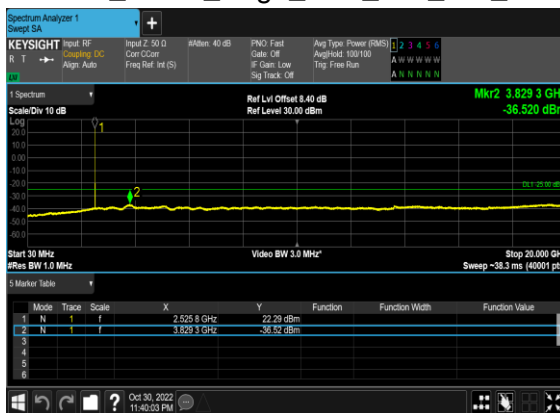 Spectrum Analyzer 1
Swept SA
+
KEYSIGHT Input: RF Input Z: 50 Ω #Atten: 40 dB PNO: Fast Avg Type: Power (RMS) 1 2 3 4 5 6
R T Coupling: DC Corr CCorr Gate: Off Avg|Hold: 100/100 A W W W W W
Align: Auto Freq Ref: Int (S) IF Gain: Low Trig: Free Run A N N N N N
LU Sig Track: Off
1 Spectrum Ref Lvl Offset 8.40 dB Mkr2 3.829 3 GH
Scale/Div 10 dB Ref Level 30.00 dBm -36.520 dBr
Log
20.0
10.0
0.00
-10.0
-20.0
-30.0
-40.0
-50.0
-60.0
1
2
DL1 -25.00 dB
Start 30 MHz Video BW 3.0 MHz* Stop 20.000 GH
#Res BW 1.0 MHz Sweep ~38.3 ms (40001 pt
5 Marker Table
Mode Trace Scale X Y Function Function Width Function Value
1 N 1 f 2.525 8 GHz 22.29 dBm
2 N 1 f 3.829 3 GHz -36.52 dBm
3
4
5
6
? Oct 30, 2022
11:40:03 PM